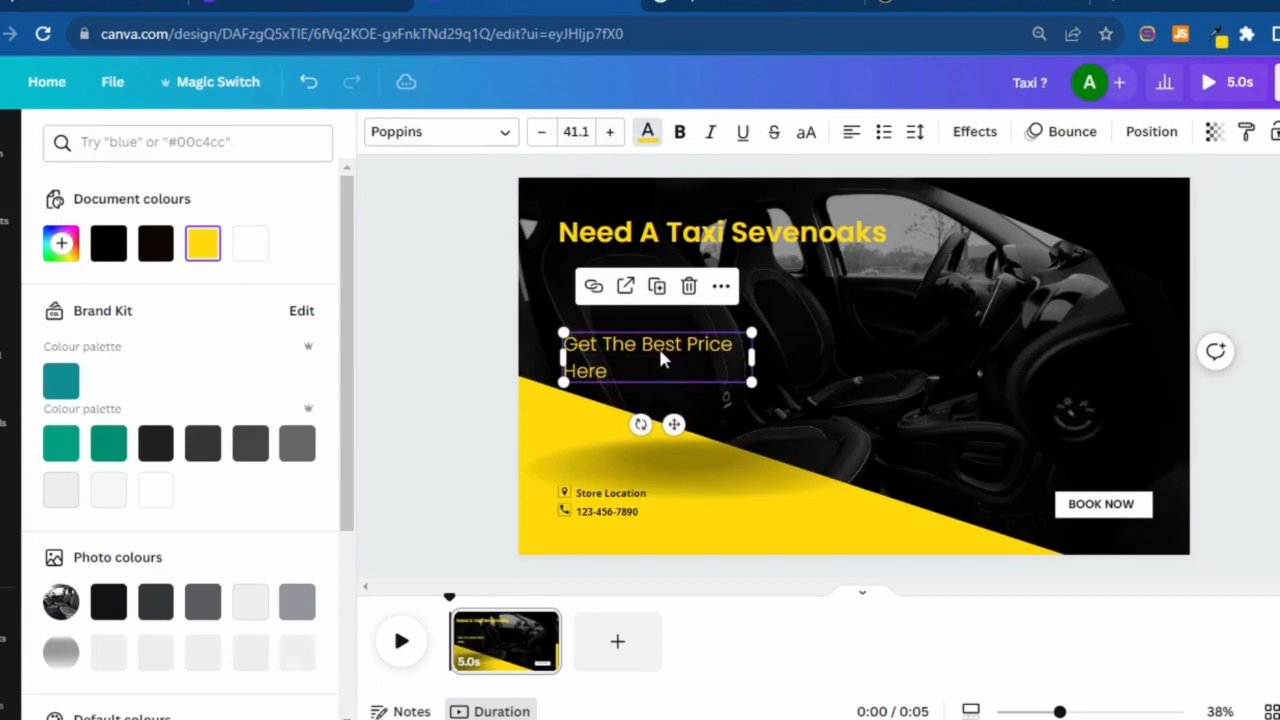 canva.com/design/DAFzgQ5xTlE/6fVq2KOE-gxFnkTNd29q1Q/edit?ui=eyJHIjp7fX0
JS
Home
File
Magic Switch
Taxi ?
A
5.0s
Try "blue" or "#00c4cc"
Poppins
41.1
A
B
I
U
S
aA
Effects
Bounce
Position
Document colours
Brand Kit
Edit
Colour palette
Colour palette
Photo colours
Default colours
Need A Taxi Sevenoaks
Get The Best Price
Here
Store Location
123-456-7890
BOOK NOW
5.0s
Notes
Duration
0:00 / 0:05
38%